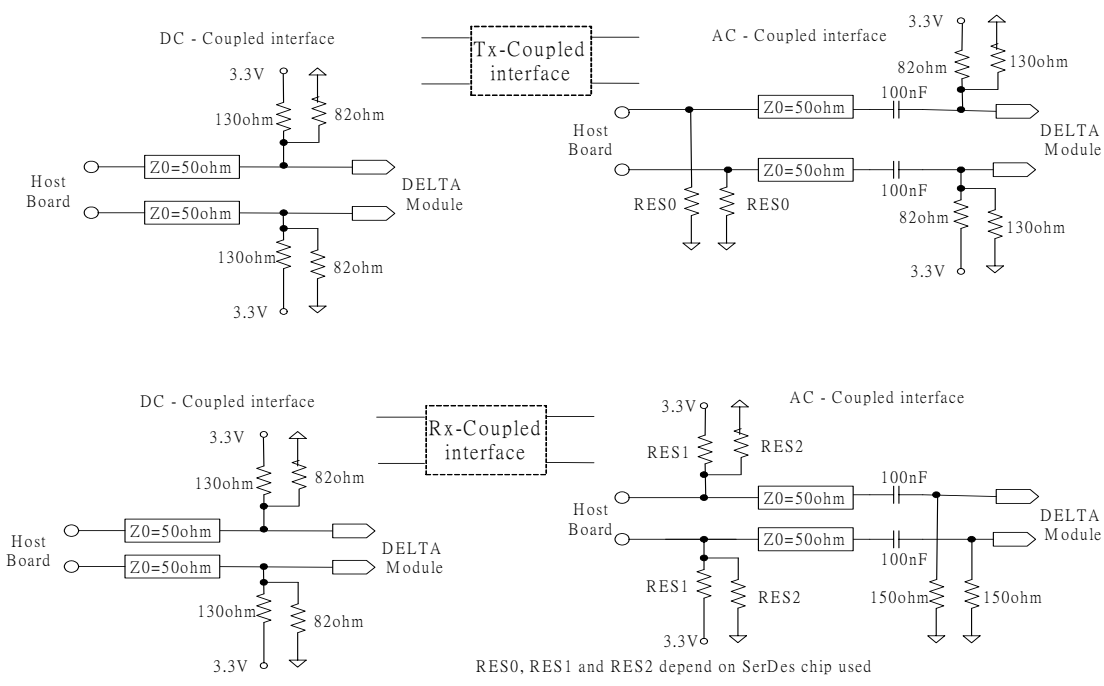 DC - Coupled interface
3.3V
130ohm
82ohm
Z0=50ohm
Host
Board
Z0=50ohm
DELTA
Module
130ohm
82ohm
3.3V
Tx-Coupled
interface
AC - Coupled interface
3.3V
82ohm
130ohm
100nF
Z0=50ohm
Host
Board
DELTA
Module
Z0=50ohm
100nF
RES0
RES0
82ohm
130ohm
3.3V
DC - Coupled interface
3.3V
130ohm
82ohm
Z0=50ohm
Host
Board
Z0=50ohm
DELTA
Module
130ohm
82ohm
3.3V
Rx-Coupled
interface
AC - Coupled interface
3.3V
RES1
RES2
100nF
Z0=50ohm
Host
Board
DELTA
Module
Z0=50ohm
100nF
RES1
RES2
150ohm
150ohm
3.3V
RES0, RES1 and RES2 depend on SerDes chip used